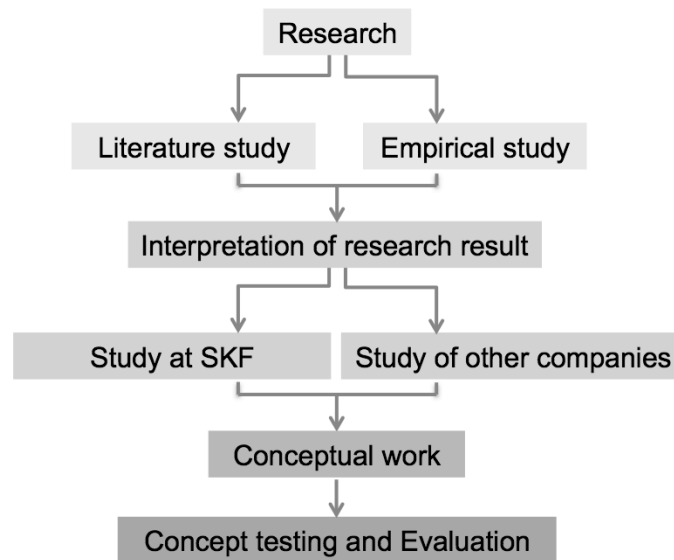 Research
Literature study
Empirical study
Interpretation of research result
Study at SKF
Study of other companies
Conceptual work
Concept testing and Evaluation